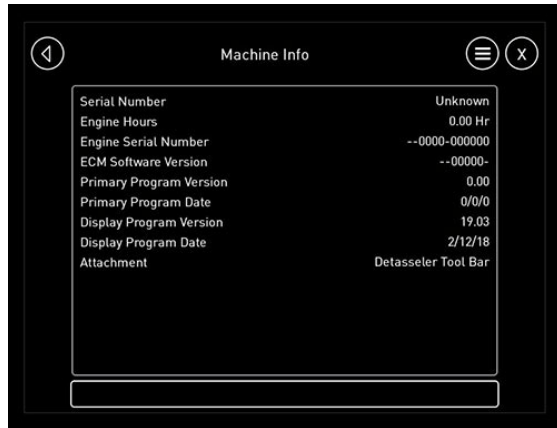 Machine Info
X
Serial Number Unknown
Engine Hours 0.00 Hr
Engine Serial Number --0000-000000
ECM Software Version --00000-
Primary Program Version 0.00
Primary Program Date 0/0/0
Display Program Version 19.03
Display Program Date 2/12/18
Attachment Detasseler Tool Bar